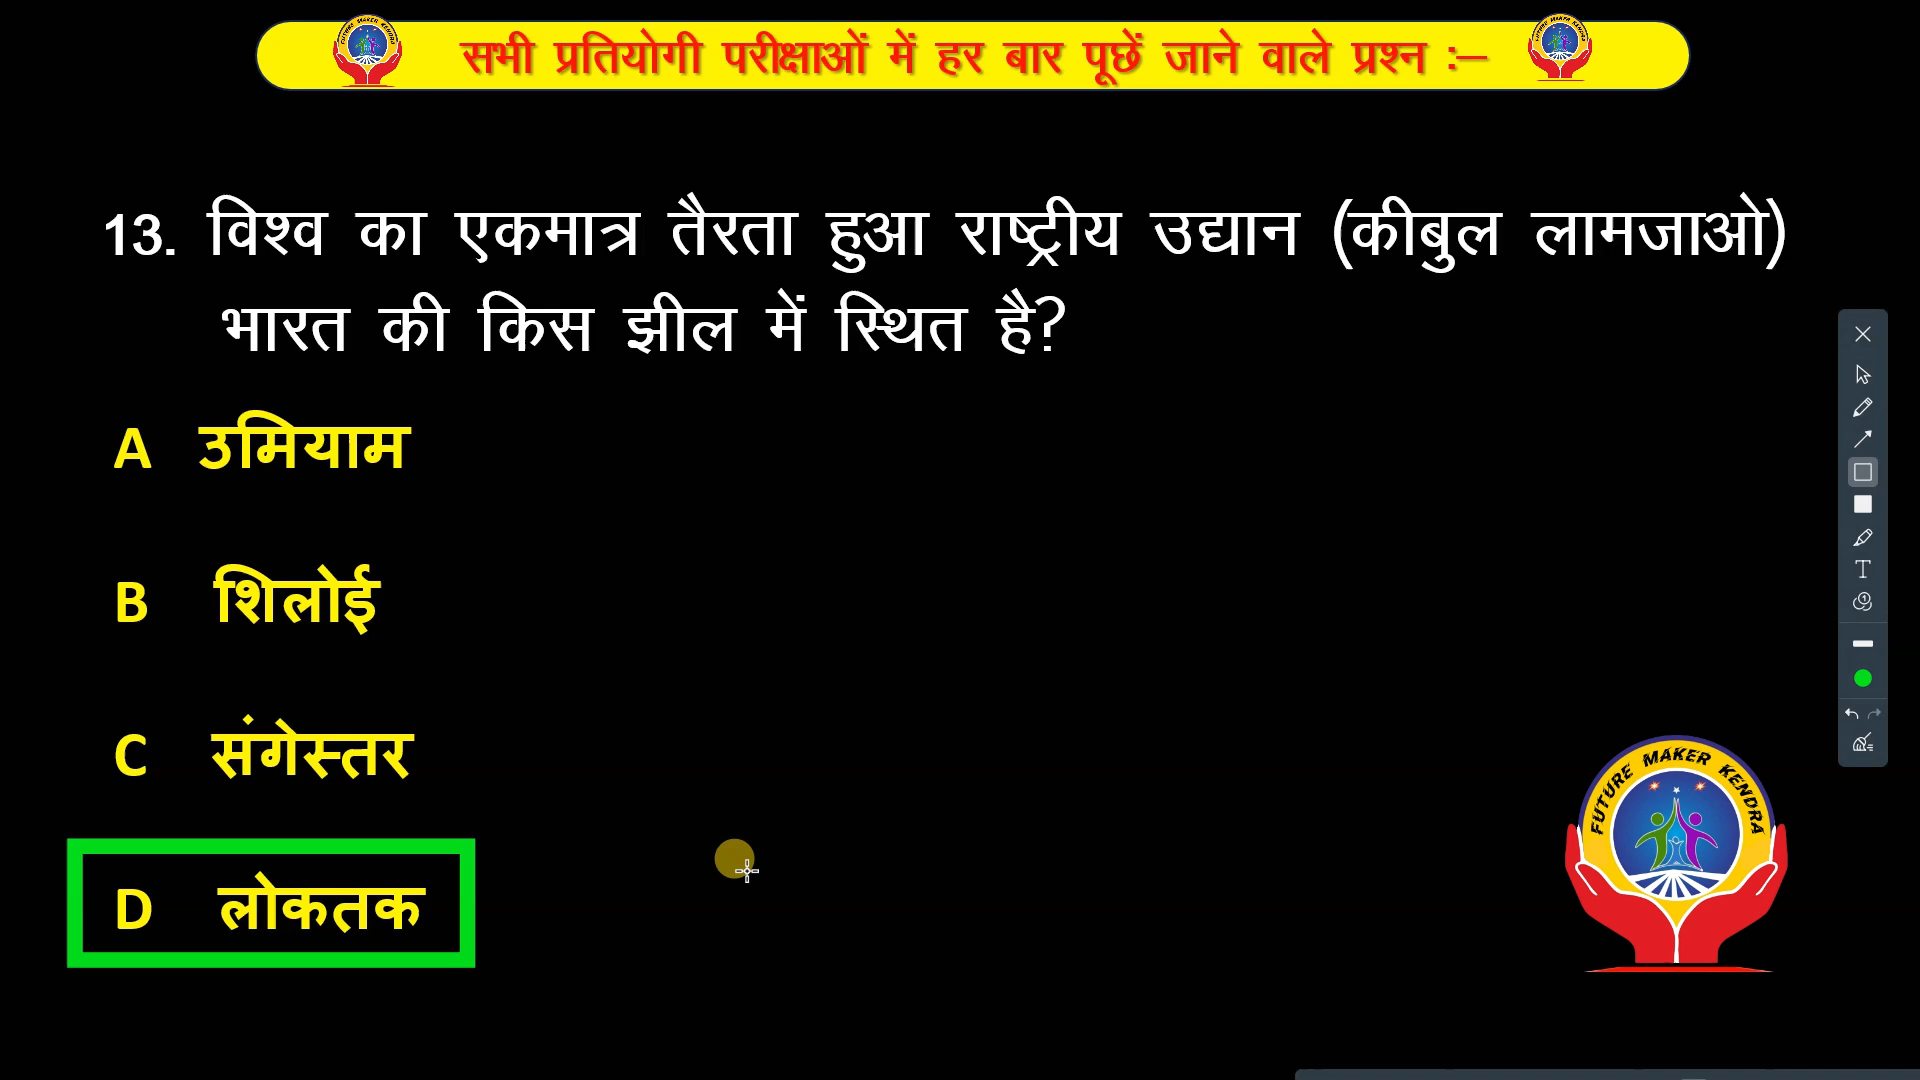 सभी प्रतियोगी परीक्षाओं में हर बार पूछें जाने वाले प्रश्न :–
13. विश्व का एकमात्र तैरता हुआ राष्ट्रीय उद्यान (कीबुल लामजाओ)
भारत की किस झील में स्थित है?
A उमियाम
B शिलोई
C संगेस्तर
D लोकतक
FUTURE MAKER KENDRA